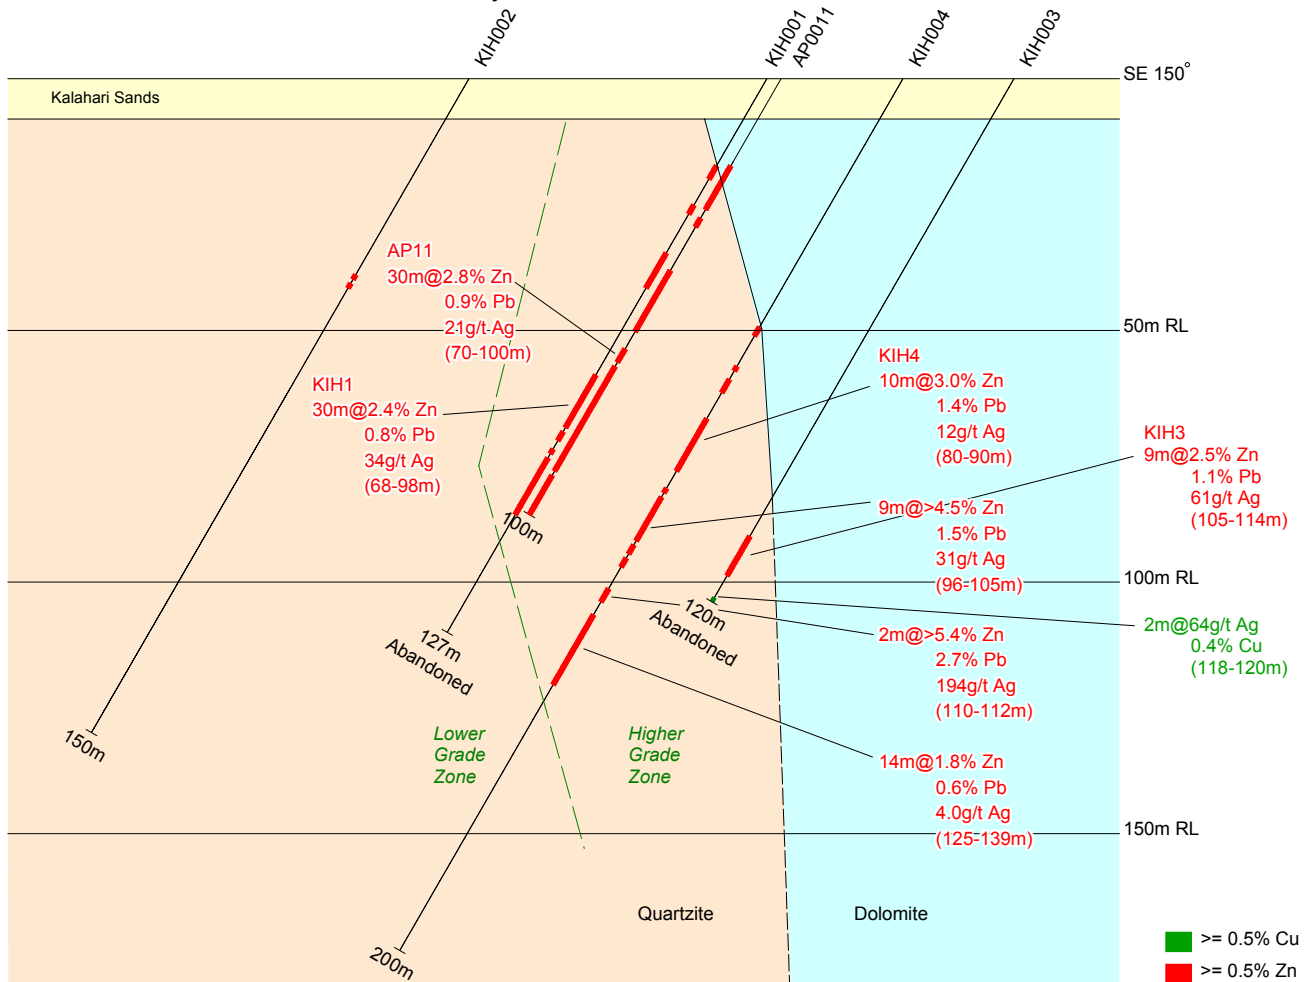 KIH002
KIH001
AP0011
KIH004
KIH003
SE 150°
Kalahari Sands
AP11
30m@2.8% Zn
0.9% Pb
21g/t Ag
(70-100m)
50m RL
KIH1
30m@2.4% Zn
0.8% Pb
34g/t Ag
(68-98m)
KIH4
10m@3.0% Zn
1.4% Pb
12g/t Ag
(80-90m)
KIH3
9m@2.5% Zn
1.1% Pb
61g/t Ag
(105-114m)
9m@>4.5% Zn
1.5% Pb
31g/t Ag
(96-105m)
100m
100m RL
120m
Abandoned
127m
Abandoned
2m@>5.4% Zn
2.7% Pb
194g/t Ag
(110-112m)
2m@64g/t Ag
0.4% Cu
(118-120m)
150m
Lower
Grade
Zone
Higher
Grade
Zone
14m@1.8% Zn
0.6% Pb
4.0g/t Ag
(125-139m)
150m RL
Quartzite
Dolomite
200m
>= 0.5% Cu
>= 0.5% Zn